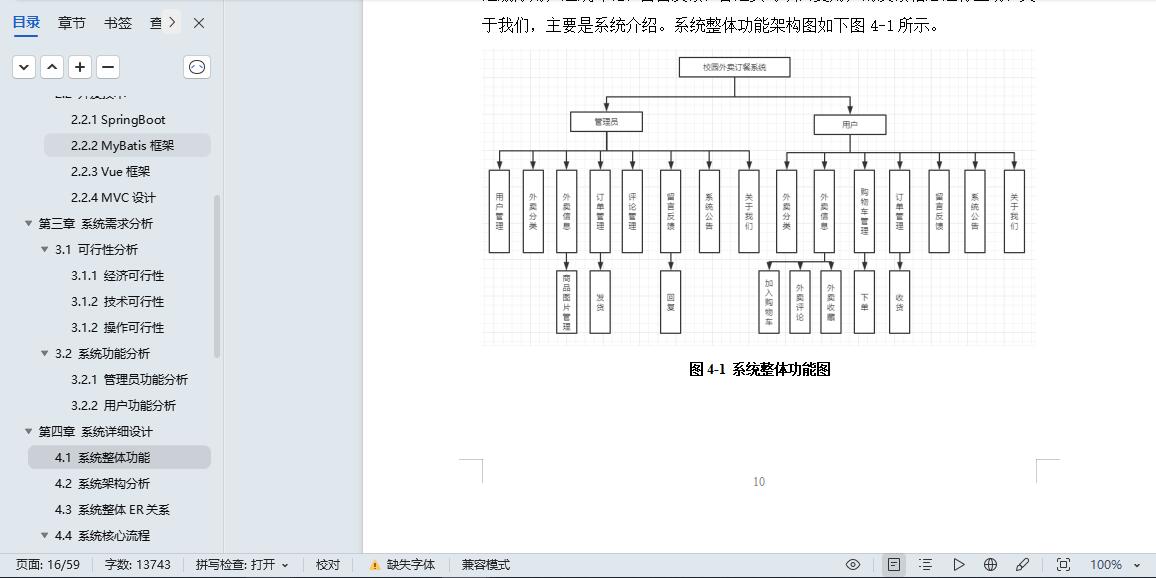 目录 章节 书签 查
2.2.1 SpringBoot
2.2.2 MyBatis 框架
2.2.3 Vue 框架
2.2.4 MVC 设计
第三章 系统需求分析
3.1 可行性分析
3.1.1 经济可行性
3.1.2 技术可行性
3.1.2 操作可行性
3.2 系统功能分析
3.2.1 管理员功能分析
3.2.2 用户功能分析
第四章 系统详细设计
4.1 系统整体功能
4.2 系统架构分析
4.3 系统整体 ER 关系
4.4 系统核心流程
于我们，主要是系统介绍。系统整体功能架构图如下图 4-1 所示。
校园外卖订餐系统
管理员
用户
用户管理
外卖分类
外卖信息
订单管理
评论管理
留言反馈
系统公告
关于我们
外卖分类
外卖信息
购物车管理
订单管理
留言反馈
系统公告
关于我们
商品图片管理
发货
回复
加入购物车
外卖评论
外卖收藏
下单
收货
图 4-1 系统整体功能图
10
页面: 16/59 字数: 13743 拼写检查: 打开 校对 缺失字体 兼容模式 100%